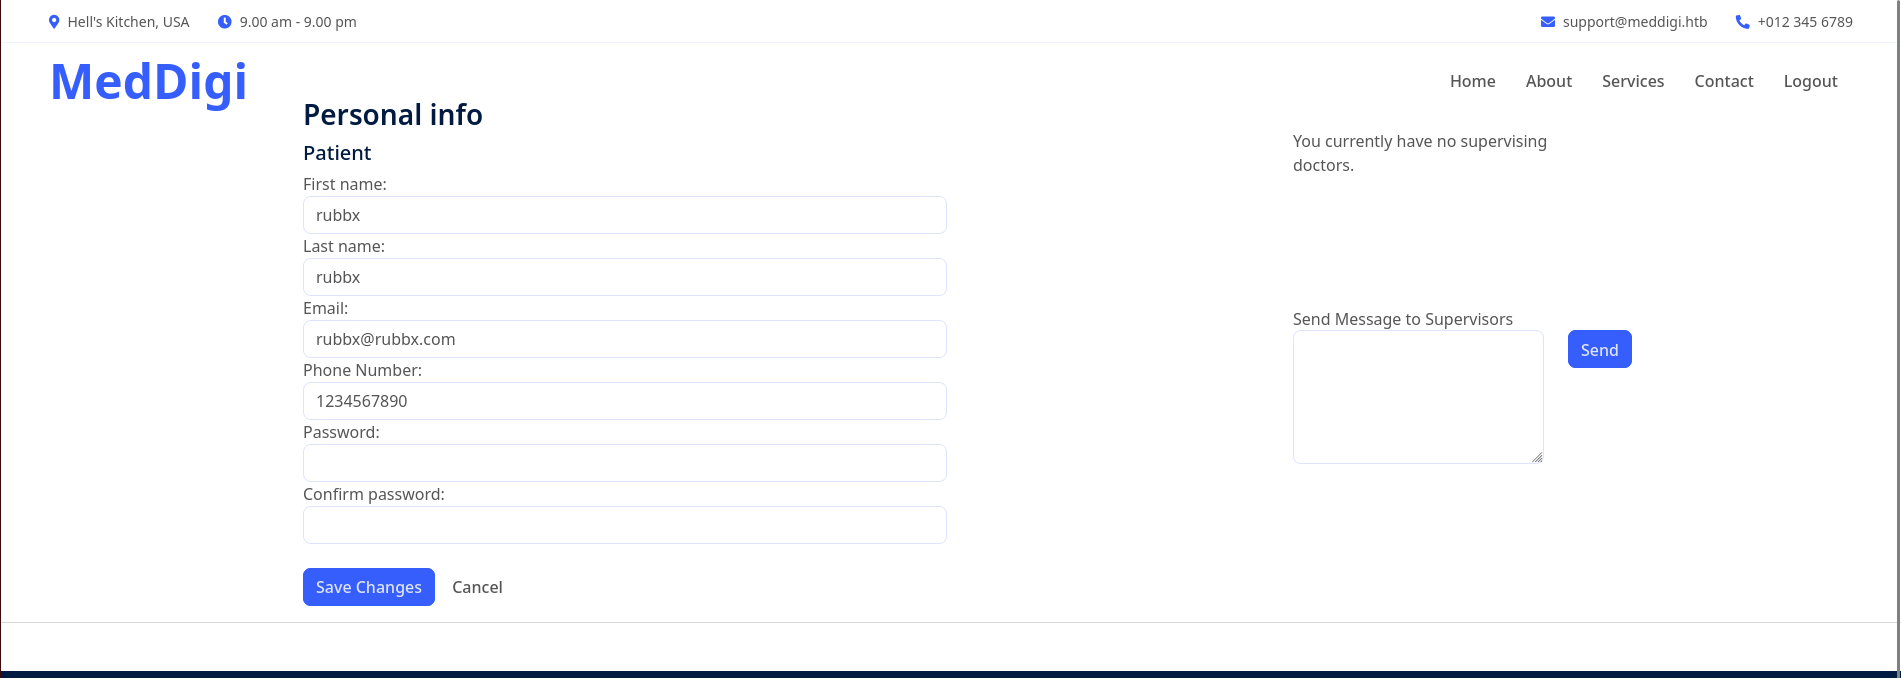 Hell's Kitchen, USA 9.00 am - 9.00 pm support@meddigi.htb +012 345 6789
MedDigi Home About Services Contact Logout
Personal info
Patient
First name:
rubbx
Last name:
rubbx
Email:
rubbx@rubbx.com
Phone Number:
1234567890
Password:
Confirm password:
Save Changes Cancel
You currently have no supervising
doctors.
Send Message to Supervisors
Send